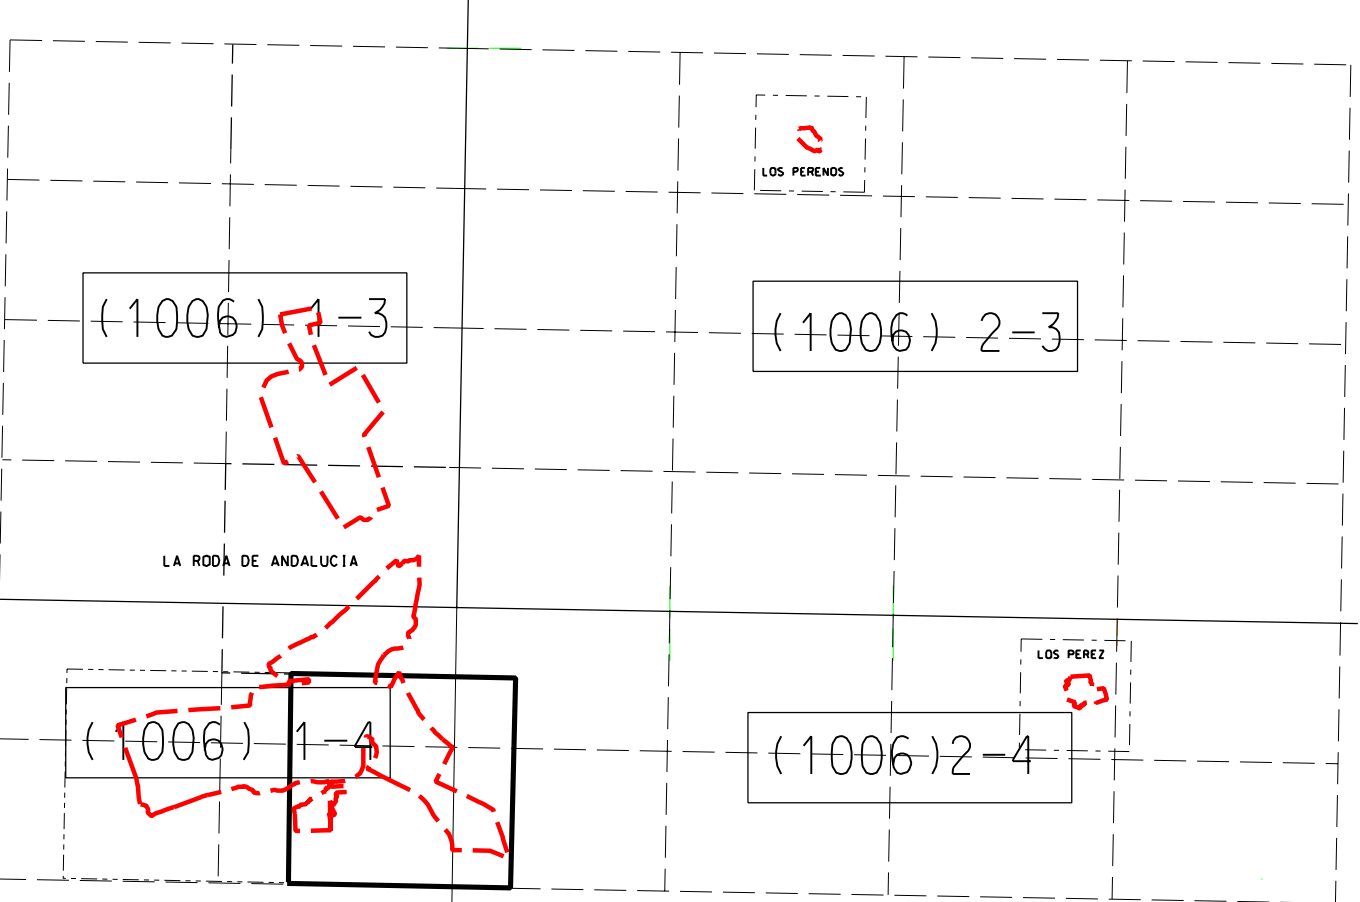 LOS PERENOS
(1006) 1-3
(1006) 2-3
LA RODA DE ANDALUCIA
LOS PEREZ
(1006) 1-4
(1006)2-4